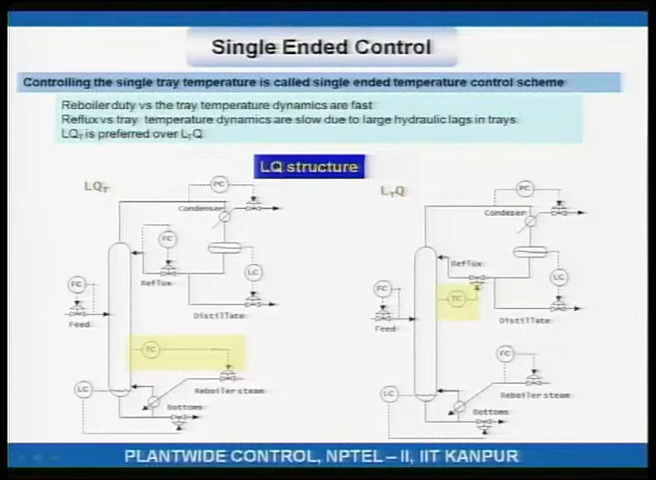 Single Ended Control
Controlling the single tray temperature is called single ended temperature control scheme
Reboiler duty vs the tray temperature dynamics are fast
Reflux vs tray temperature dynamics are slow due to large hydraulic lags in trays
LQT is preferred over LTQ
LQ structure
LQT
LTQ
PC
PC
Condenser
Condeser
FC
Reflux
Reflux
LC
LC
FC
FC
TC
Feed
Feed
Distillate
Distillate
TC
FC
LC
LC
Reboiler steam
Reboiler steam
Bottoms
Bottoms
PLANTWIDE CONTROL, NPTEL – II, IIT KANPUR